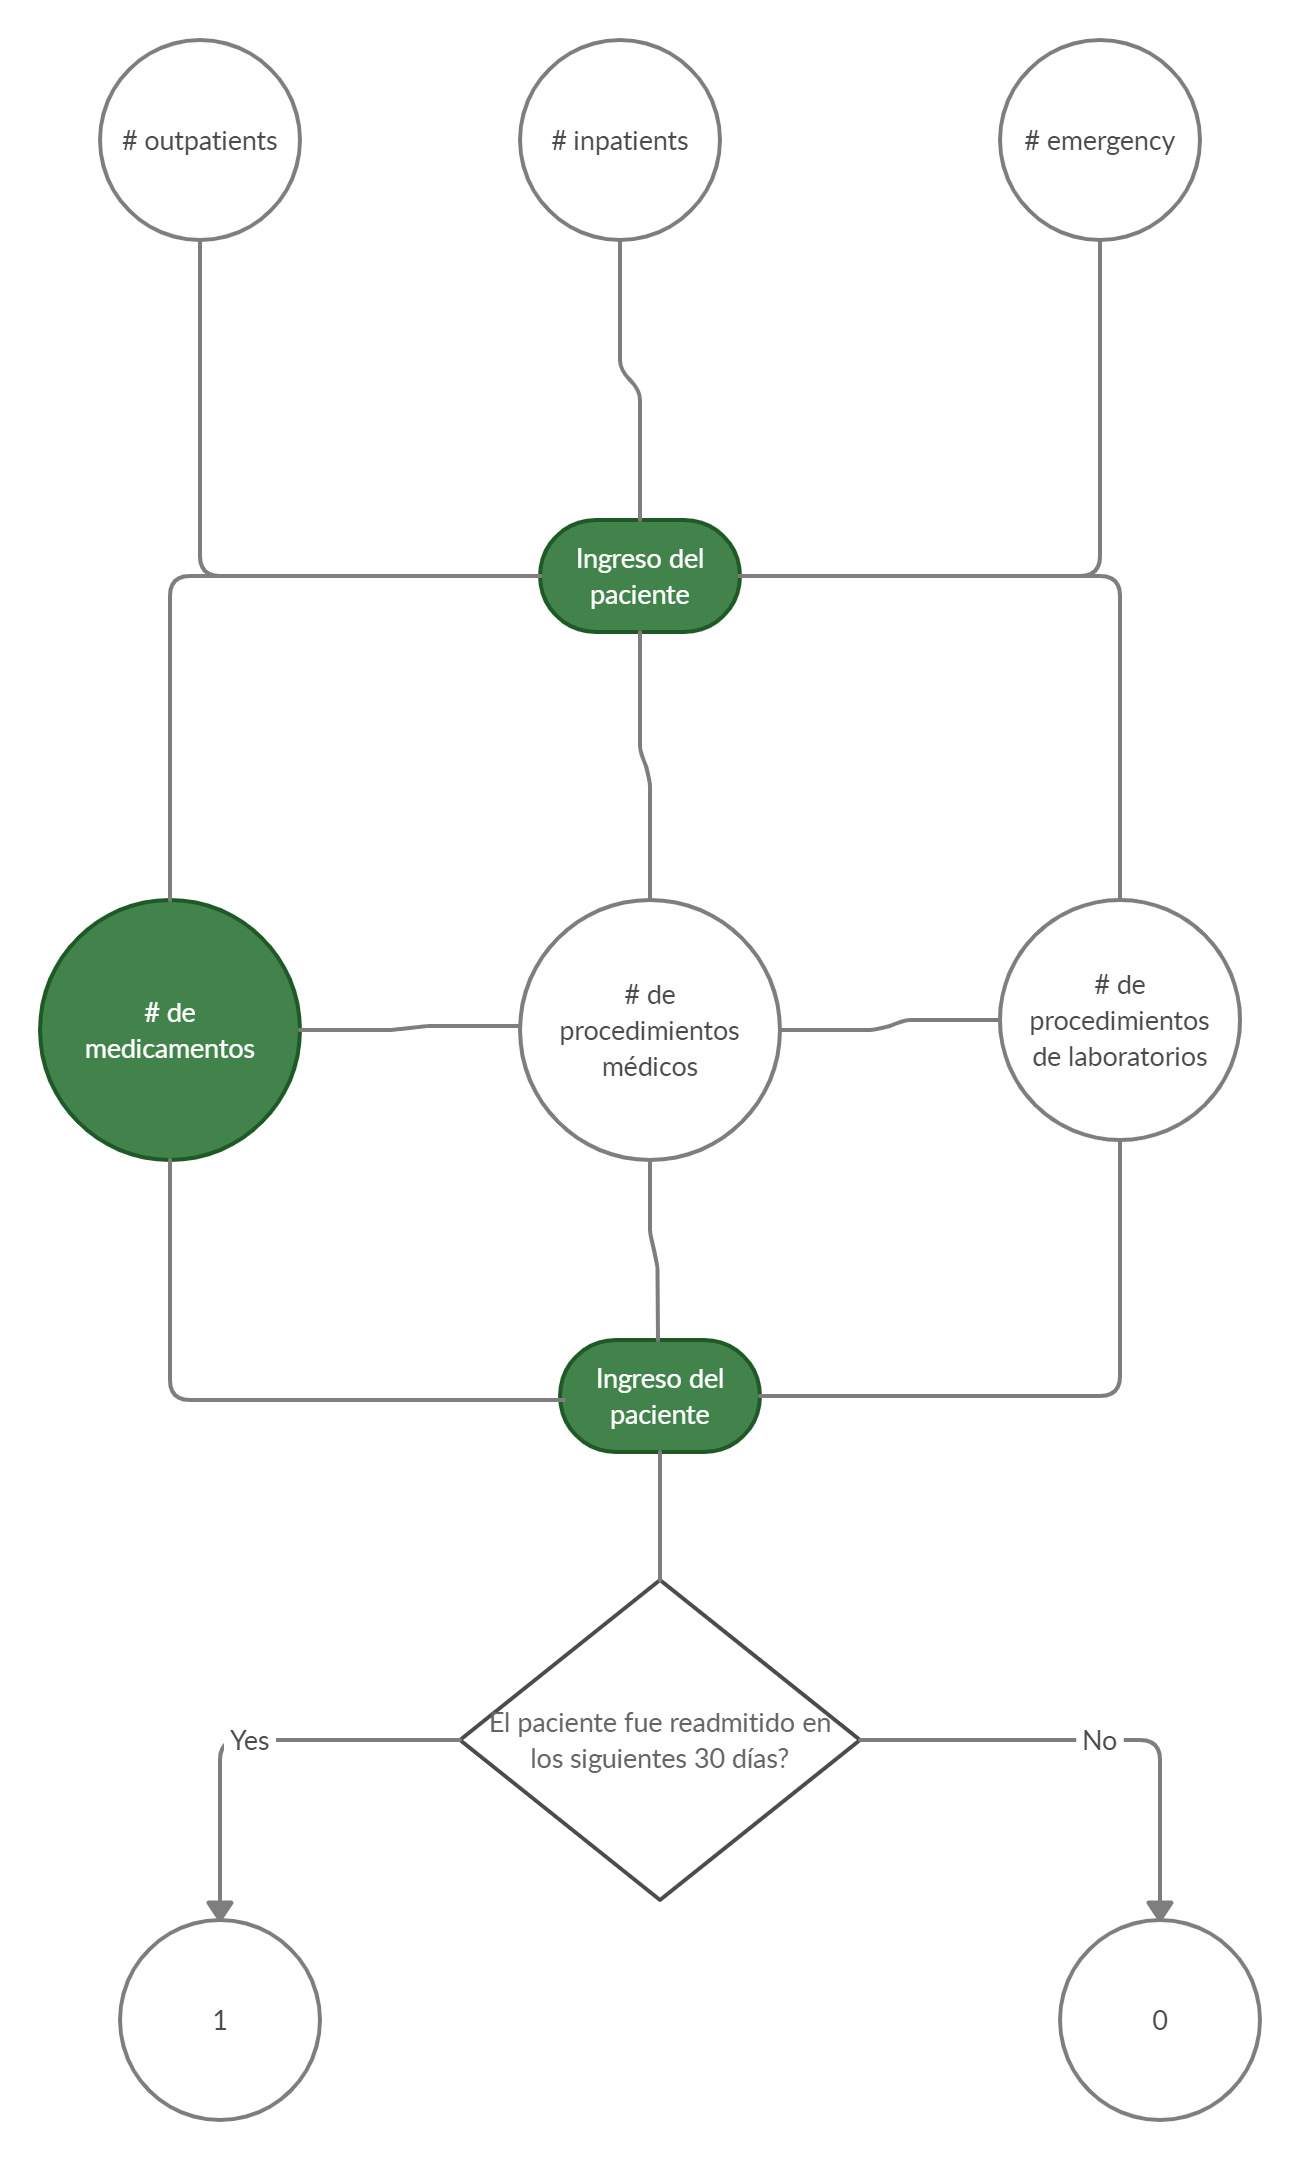 # outpatients
# inpatients
# emergency
Ingreso del
paciente
# de
medicamentos
# de
procedimientos
médicos
# de
procedimientos
de laboratorios
Ingreso del
paciente
El paciente fue readmitido en
los siguientes 30 días?
Yes
No
1
0